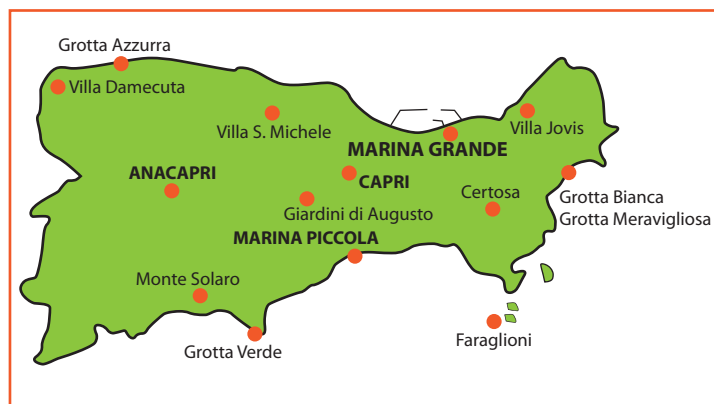 Grotta Azzurra
Villa Damecuta
Villa S. Michele
Villa Jovis
MARINA GRANDE
ANACAPRI
CAPRI
Certosa
Grotta Bianca
Grotta Meravigliosa
Giardini di Augusto
MARINA PICCOLA
Monte Solaro
Grotta Verde
Faraglioni